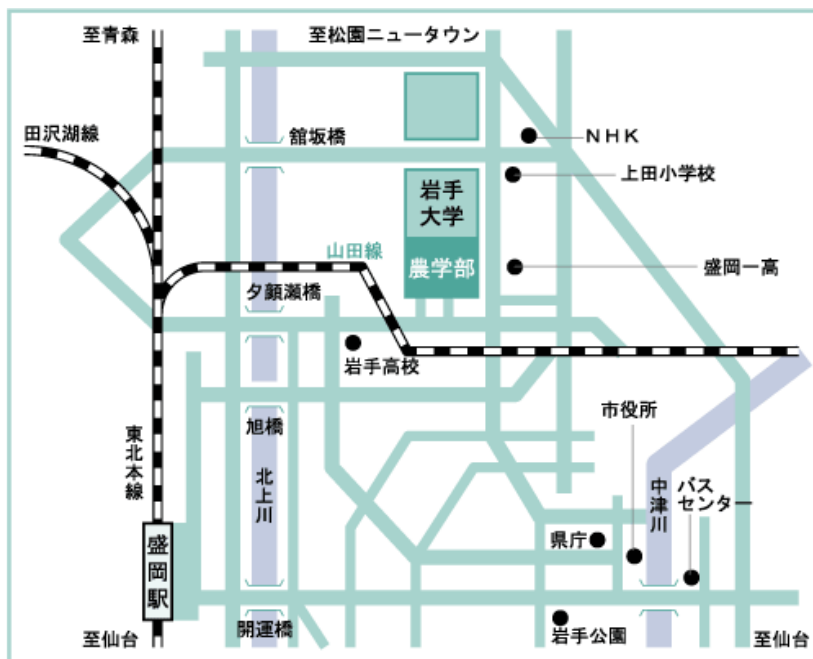 至青森
至松園ニュータウン
田沢湖線
舘坂橋
ＮＨＫ
上田小学校
岩手
大学
山田線
農学部
盛岡一高
夕顔瀬橋
岩手高校
市役所
旭橋
東北本線
北上川
中津川
バス
センター
県庁
盛岡駅
開運橋
岩手公園
至仙台
至仙台